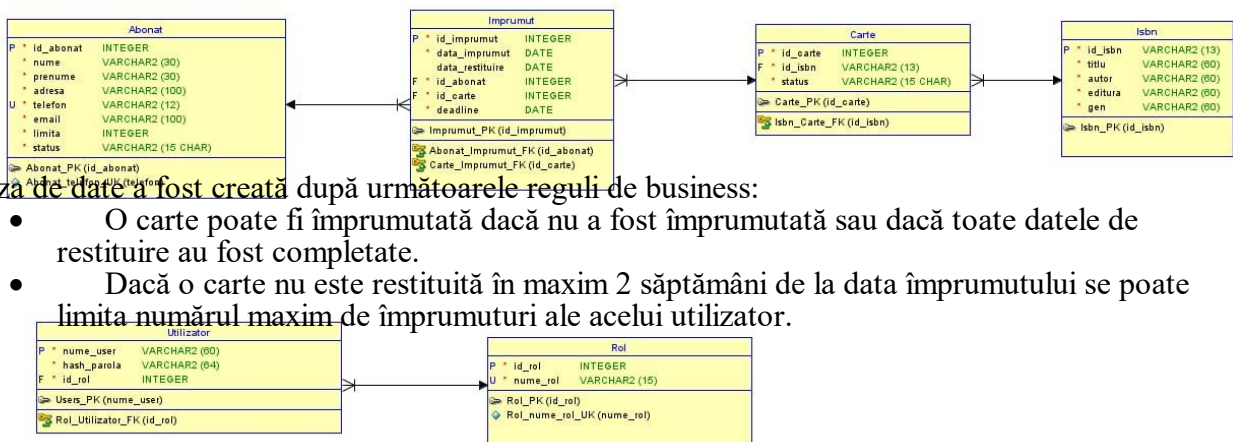 Abonat
P * id_abonat INTEGER
* nume VARCHAR2 (30)
* prenume VARCHAR2 (30)
* adresa VARCHAR2 (100)
U * telefon VARCHAR2 (12)
* email VARCHAR2 (100)
* limita INTEGER
* status VARCHAR2 (15 CHAR)
Abonat_PK (id_abonat)
Abonat_telefon_UK (telefon)
Imprumut
P * id_imprumut INTEGER
* data_imprumut DATE
data_restituire DATE
F * id_abonat INTEGER
F * id_carte INTEGER
* deadline DATE
Imprumut_PK (id_imprumut)
Abonat_Imprumut_FK (id_abonat)
Carte_Imprumut_FK (id_carte)
Carte
P * id_carte INTEGER
F * id_isbn VARCHAR2 (13)
* status VARCHAR2 (15 CHAR)
Carte_PK (id_carte)
Isbn_Carte_FK (id_isbn)
Isbn
P * id_isbn VARCHAR2 (13)
* titlu VARCHAR2 (60)
* autor VARCHAR2 (60)
* editura VARCHAR2 (60)
* gen VARCHAR2 (60)
Isbn_PK (id_isbn)
za de date a fost creată după următoarele reguli de business:
• O carte poate fi împrumutată dacă nu a fost împrumutată sau dacă toate datele de
restituire au fost completate.
• Dacă o carte nu este restituită în maxim 2 săptămâni de la data împrumutului se poate
limita numărul maxim de împrumuturi ale acelui utilizator.
Utilizator
P * nume_user VARCHAR2 (60)
* hash_parola VARCHAR2 (64)
F * id_rol INTEGER
Users_PK (nume_user)
Rol_Utilizator_FK (id_rol)
Rol
P * id_rol INTEGER
U * nume_rol VARCHAR2 (15)
Rol_PK (id_rol)
Rol_nume_rol_UK (nume_rol)